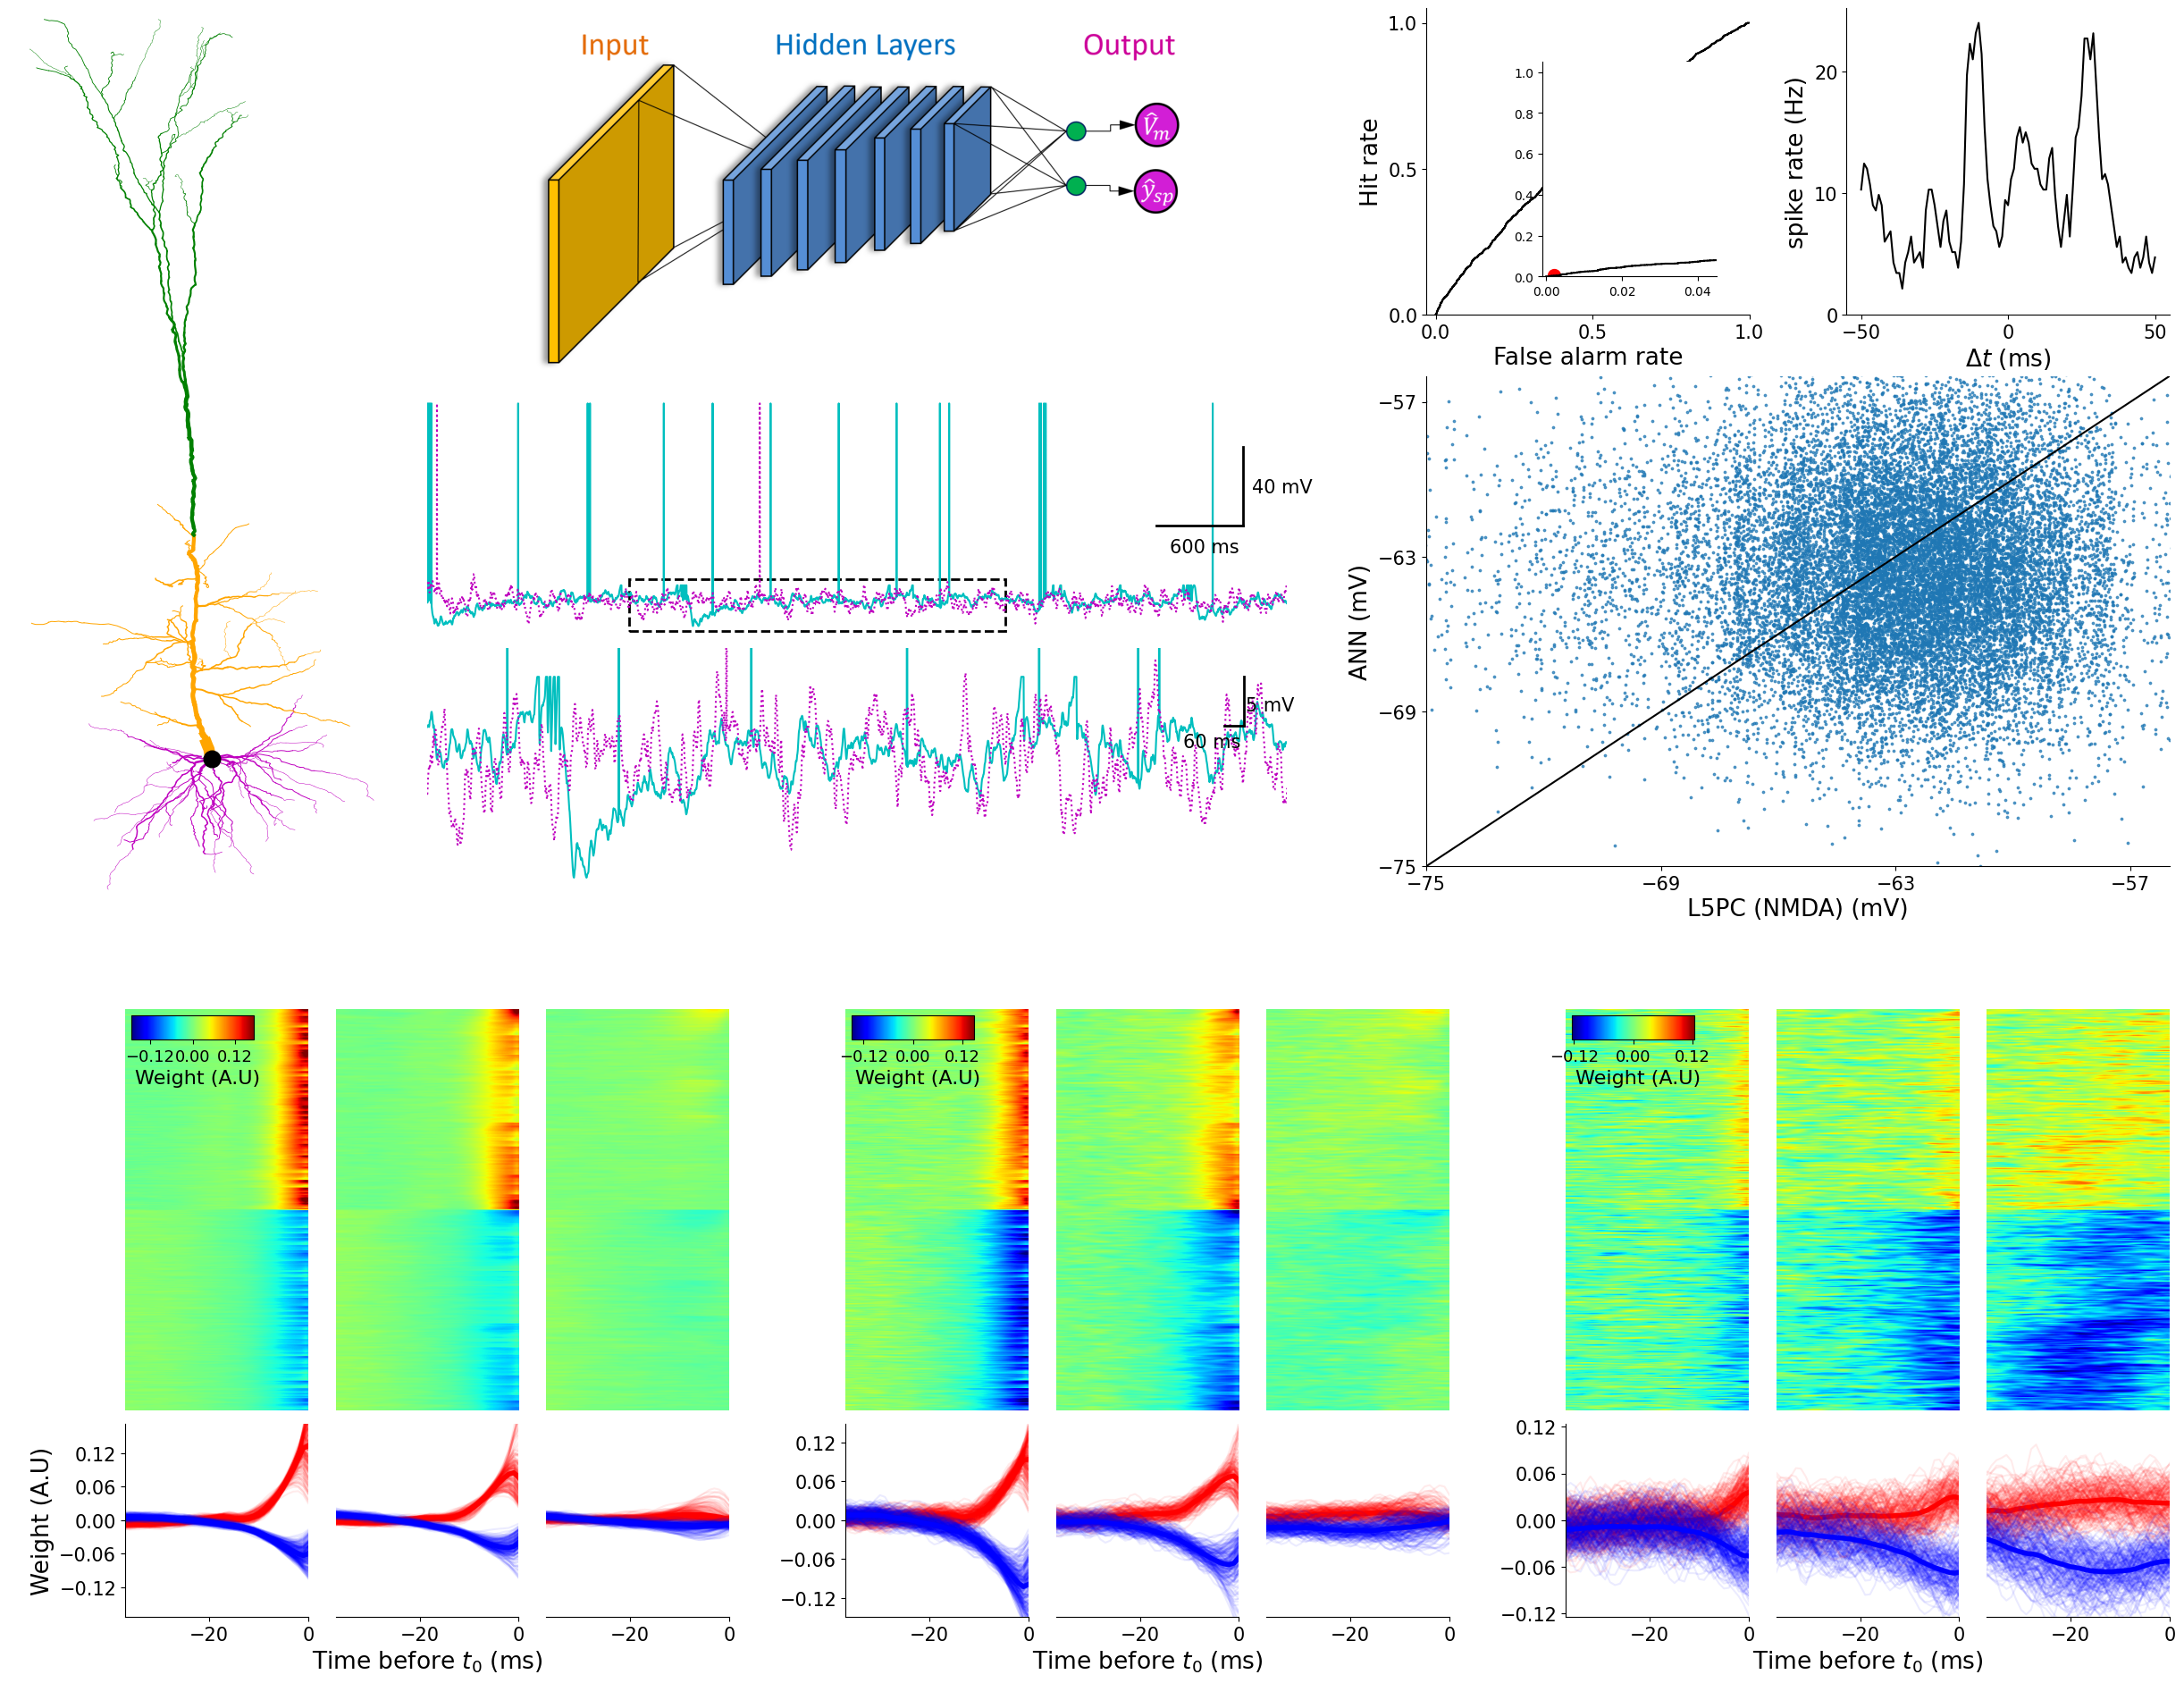 Input
Hidden Layers
Output
V̂m
ŷsp
40 mV
600 ms
5 mV
60 ms
1.0
0.5
0.0
Hit rate
0.0
0.5
1.0
False alarm rate
1.0
0.8
0.6
0.4
0.2
0.0
0.00
0.02
0.04
20
10
0
spike rate (Hz)
−50
0
50
Δt (ms)
−57
−63
−69
−75
ANN (mV)
−75
−69
−63
−57
L5PC (NMDA) (mV)
−0.12 0.00 0.12
Weight (A.U)
−0.12 0.00 0.12
Weight (A.U)
−0.12 0.00 0.12
Weight (A.U)
Weight (A.U)
0.12
0.06
0.00
−0.06
−0.12
−20 0
−20 0
−20 0
Time before t0 (ms)
0.12
0.06
0.00
−0.06
−0.12
−20 0
−20 0
−20 0
Time before t0 (ms)
0.12
0.06
0.00
−0.06
−0.12
−20 0
−20 0
−20 0
Time before t0 (ms)